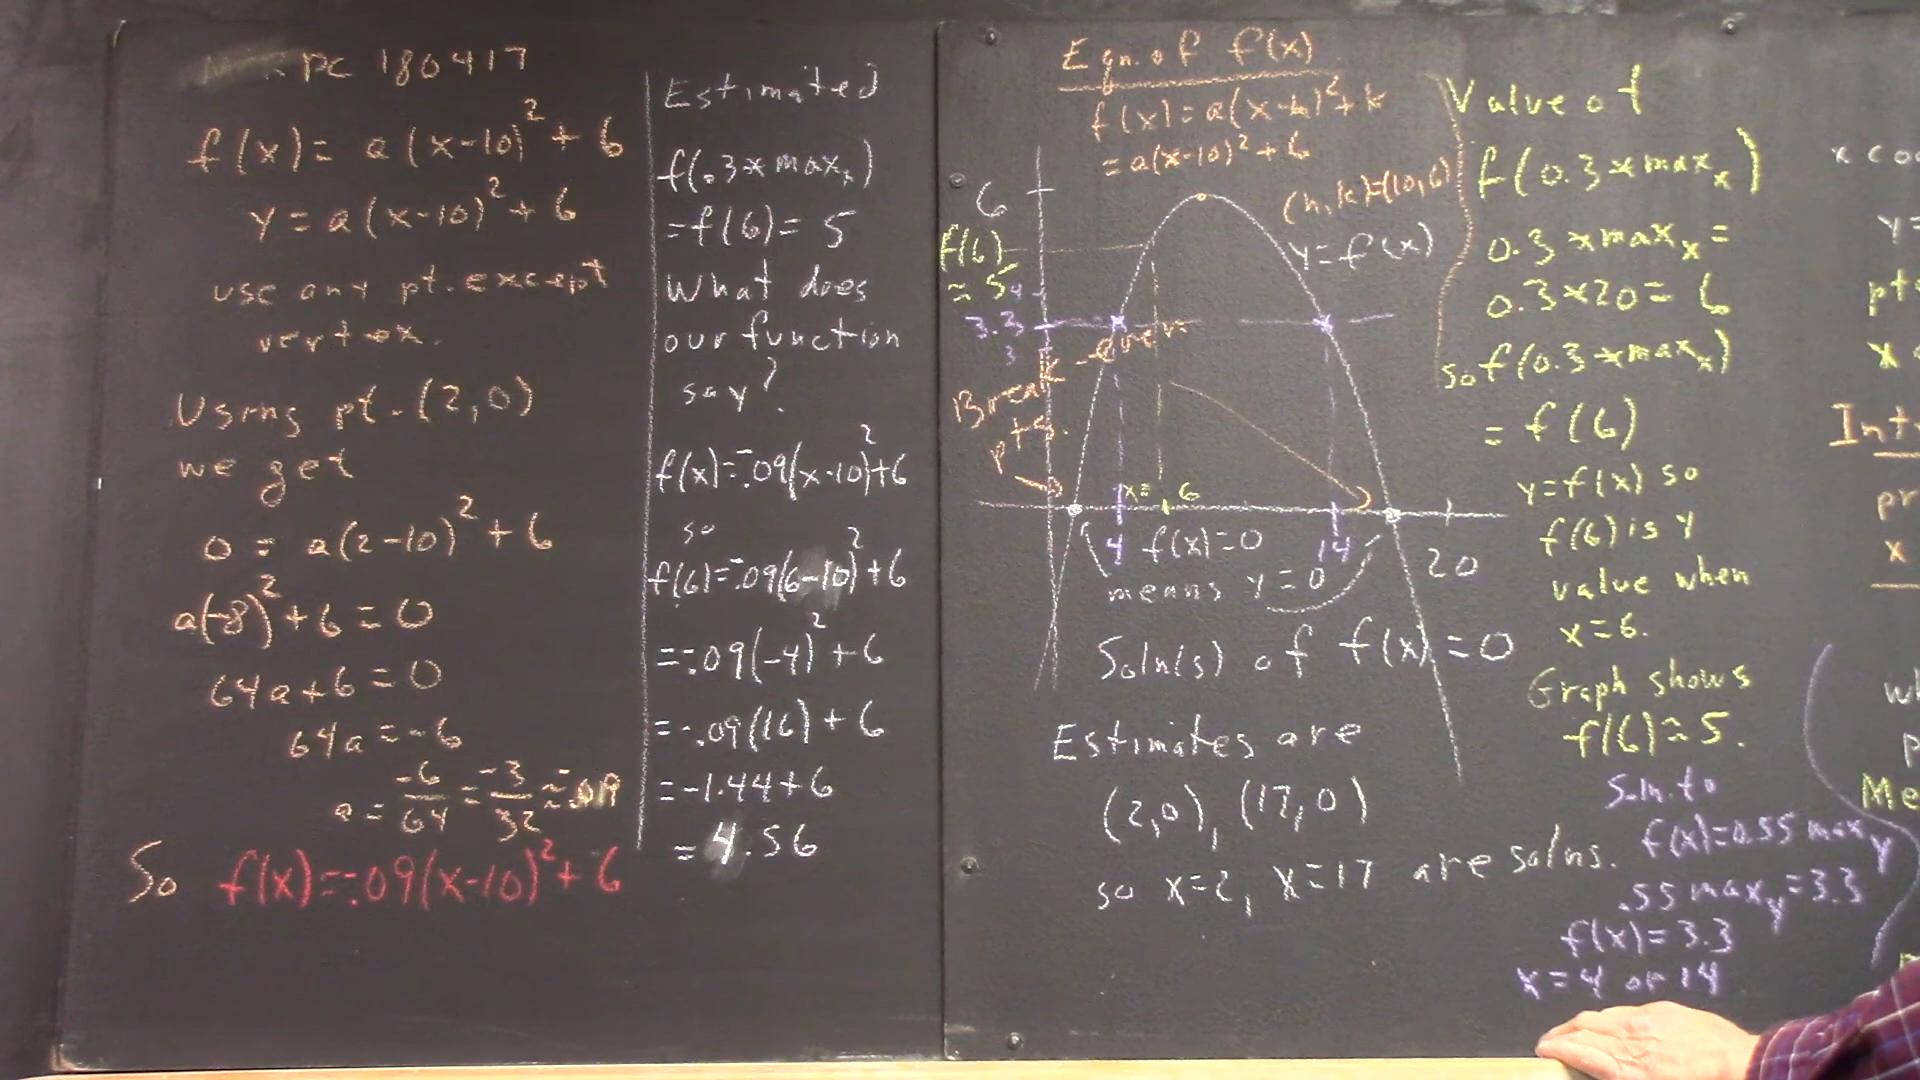 PC 180417
f(x) = a(x-10)² + 6
y = a(x-10)² + 6
use any pt. except
vertex.
Using pt. (2,0)
we get
0 = a(2-10)² + 6
a(-8)² + 6 = 0
64a + 6 = 0
64a = -6
a = -6/64 = -3/32 ≈ -.09
So f(x) = -.09(x-10)² + 6
Estimated
f(.3*max_x)
= f(6) = 5
What does
our function
say?
f(x) = -.09(x-10)² + 6
so
f(6) = -.09(6-10)² + 6
= -.09(-4)² + 6
= -.09(16) + 6
= -1.44 + 6
= 4.56
Eqn. of f(x)
f(x) = a(x-h)² + k
= a(x-10)² + 6
(h,k) = (10,6)
y = f(x)
6
f(6)
≈ 5
4
3.3
3
Break-even
pts.
x = 6
4
14
20
f(x) = 0
means y = 0
Soln(s) of f(x) = 0
Estimates are
(2,0), (17,0)
so x=2, x=17 are solns.
Value of
f(0.3*max_x)
0.3*max_x =
0.3*20 = 6
so f(0.3*max_x)
= f(6)
y = f(x) so
f(6) is y
value when
x = 6.
Graph shows
f(6) ≈ 5.
Soln. to
f(x) = 0.55 max_y
.55 max_y = 3.3
f(x) = 3.3
x = 4 or 14
x coo
y =
pt
x
Int
pr
x
wh
p
Me